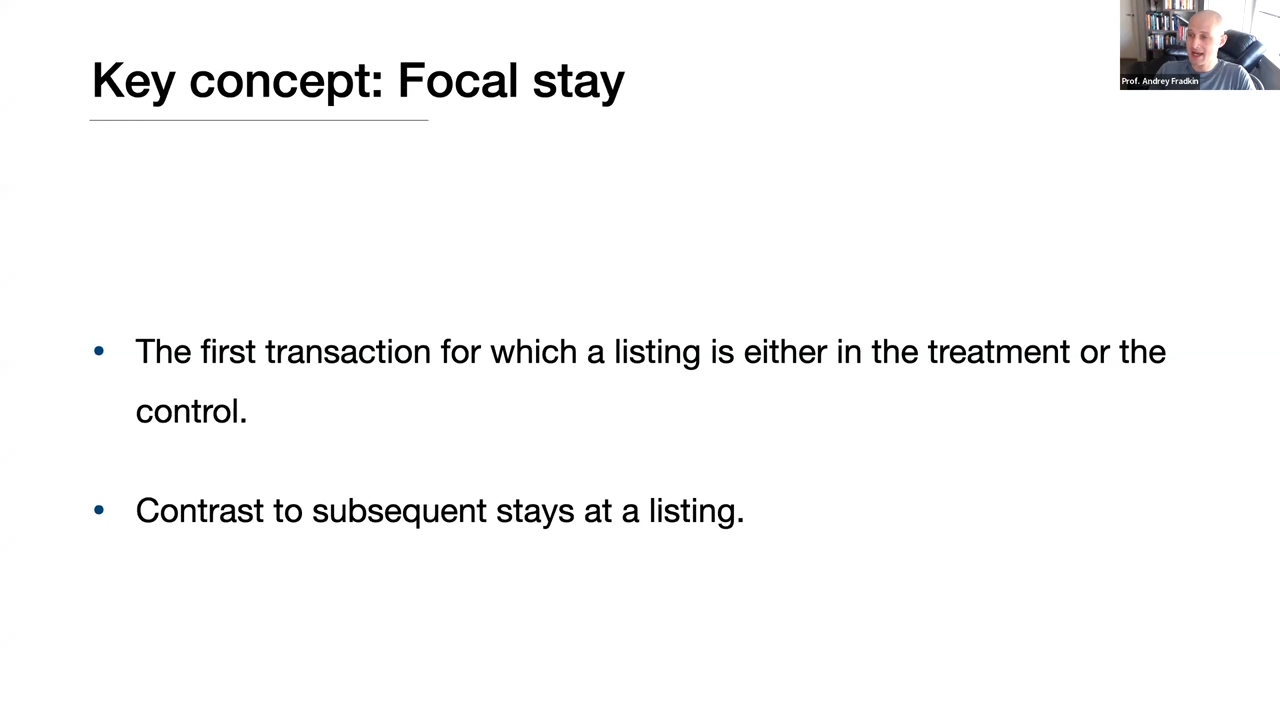 Key concept: Focal stay
Prof. Andrey Fradkin
• The first transaction for which a listing is either in the treatment or the
control.
• Contrast to subsequent stays at a listing.